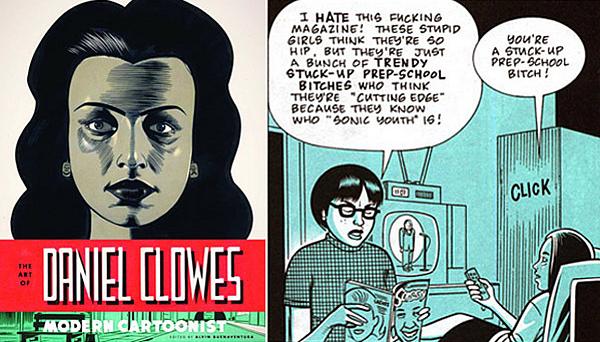 THE
ART
OF
DANIEL CLOWES
MODERN CARTOONIST
EDITED BY ALVIN BUENAVENTURA
I HATE THIS FUCKING
MAGAZINE! THESE STUPID
GIRLS THINK THEY'RE SO
HIP, BUT THEY'RE JUST
A BUNCH OF TRENDY
STUCK-UP PREP-SCHOOL
BITCHES WHO THINK
THEY'RE "CUTTING EDGE"
BECAUSE THEY KNOW
WHO "SONIC YOUTH" IS!
YOU'RE
A STUCK-UP
PREP-SCHOOL
BITCH!
CLICK